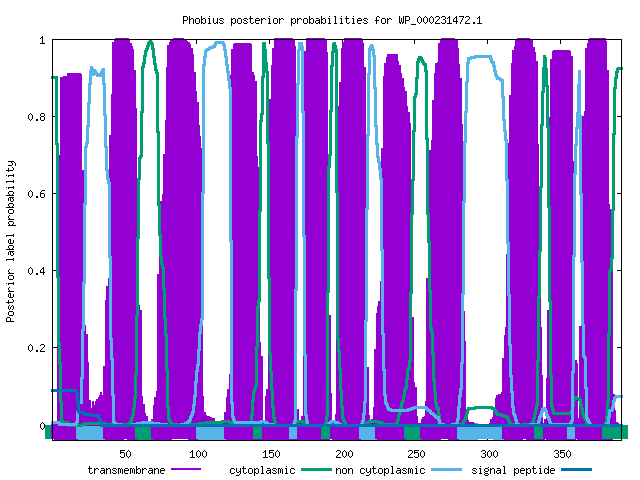 Phobius posterior probabilities for WP_000231472.1
Posterior label probability
1
0.8
0.6
0.4
0.2
0
50 100 150 200 250 300 350
transmembrane cytoplasmic non cytoplasmic signal peptide